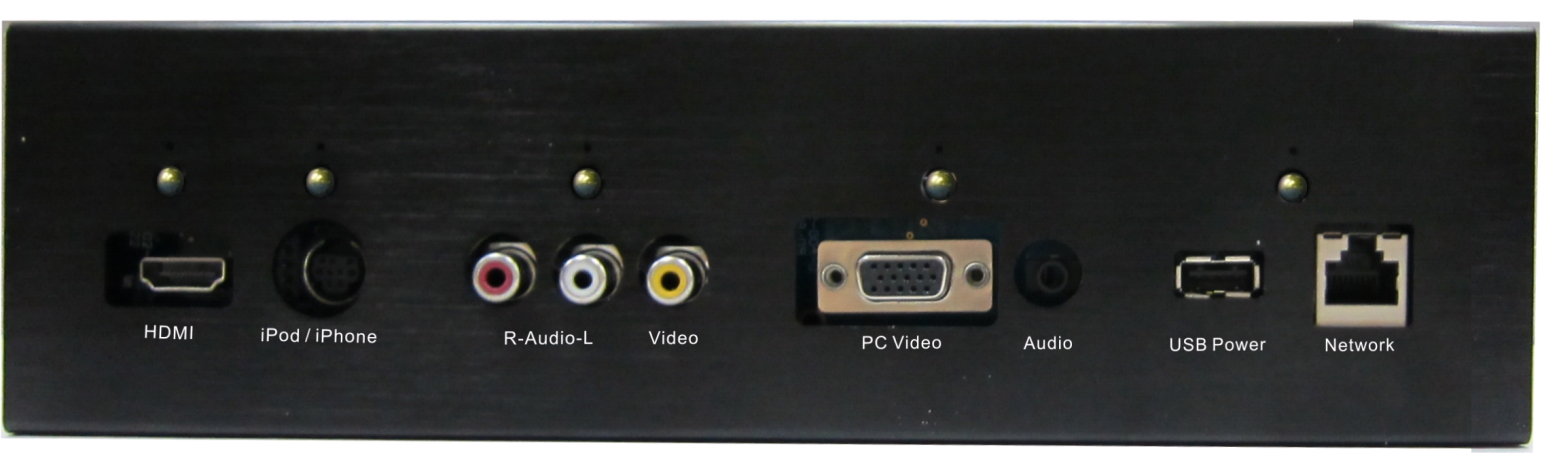 HDMI
iPod / iPhone
R-Audio-L
Video
PC Video
Audio
USB Power
Network